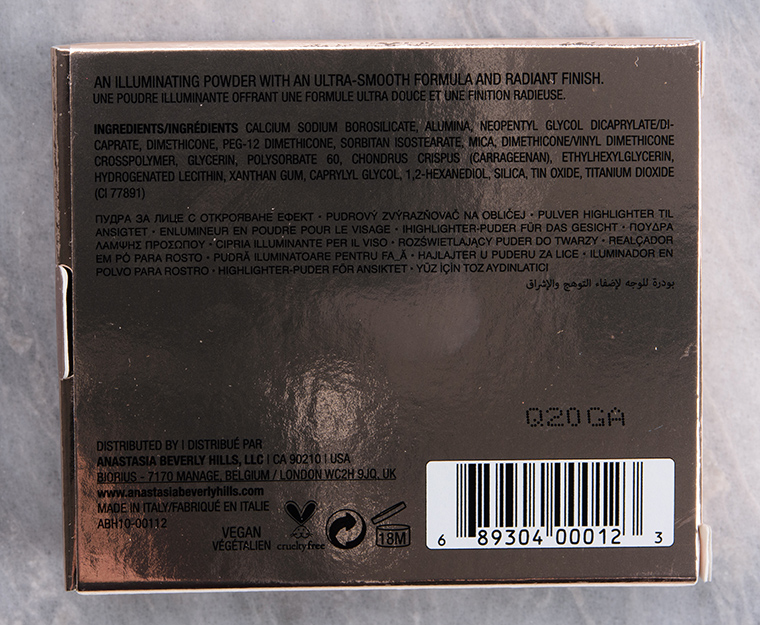 AN ILLUMINATING POWDER WITH AN ULTRA-SMOOTH FORMULA AND RADIANT FINISH.
UNE POUDRE ILLUMINANTE OFFRANT UNE FORMULE ULTRA DOUCE ET UNE FINITION RADIEUSE.
INGREDIENTS/INGRÉDIENTS CALCIUM SODIUM BOROSILICATE, ALUMINA, NEOPENTYL GLYCOL DICAPRYLATE/DI-
CAPRATE, DIMSTHICONE, PEG-12 DIMETHICONE, SORBITAN ISOSTEARATE, MICA, DIMETHICONE/VINYL DIMETHICONE
CROSSPOLYMER, GLYCERIN, POLYSORBATE 60, CHONDRUS CRISPUS (CARRAGEENAN), ETHYLHEXYLGLYCERIN,
HYDROGENATED LECITHIN, XANTHAN GUM, CAPRYLYL GLYCOL, 1,2-HEXANEDIOL, SILICA, TIN OXIDE, TITANIUM DIOXIDE
(CI 77891)
ПУДРА ЗА ЛИЦЕ С ОТКРОЯВАНЕ ЕФЕКТ • PUDROVÝ ZVÝRAZŇOVAČ NA OBLIČEJ • PULVER HIGHLIGHTER TIL
ANSIGTET • ENLUMINEUR EN POUDRE POUR LE VISAGE • IHIGHLIGHTER-PUDER FÜR DAS GESICHT • ΠΟΥΔΡΑ
ΛΑΜΨΗΣ ΠΡΟΣΩΠΟΥ • CIPRIA ILLUMINANTE PER IL VISO • ROZŚWIETLAJĄCY PUDER DO TWARZY • REALÇADOR
EM PÓ PARA ROSTO • PUDRĂ ILUMINATOARE PENTRU FA_Ă • HAJLAJTER U PUDERU ZA LICE • ILUMINADOR EN
POLVO PARA ROSTRO • HIGHLIGHTER-PUDER FÖR ANSIKTET • YÜZ İÇİN TOZ AYDINLATICI
بودرة للوجه لإضفاء التوهج والإشراق
Q20GA
DISTRIBUTED BY | DISTRIBUÉ PAR
ANASTASIA BEVERLY HILLS, LLC | CA 90210 | USA
BIORIUS - 7170 MANAGE, BELGIUM / LONDON WC2H 9JQ, UK
www.anastasiabeverlyhills.com
MADE IN ITALY/FABRIQUÉ EN ITALIE
ABH10-00112
VEGAN
VÉGÉTALIEN
crueltyfree
18M
6 89304 00012 3